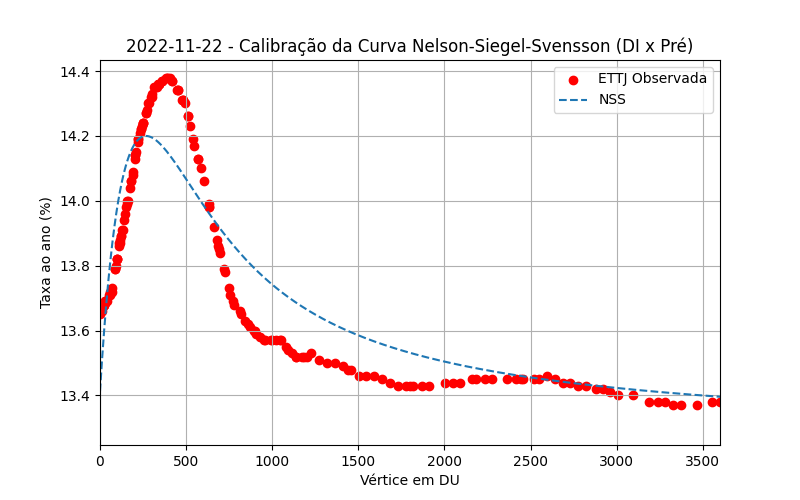 2022-11-22 - Calibração da Curva Nelson-Siegel-Svensson (DI x Pré)
ETTJ Observada
NSS
Taxa ao ano (%)
14.4
14.2
14.0
13.8
13.6
13.4
0 500 1000 1500 2000 2500 3000 3500
Vértice em DU